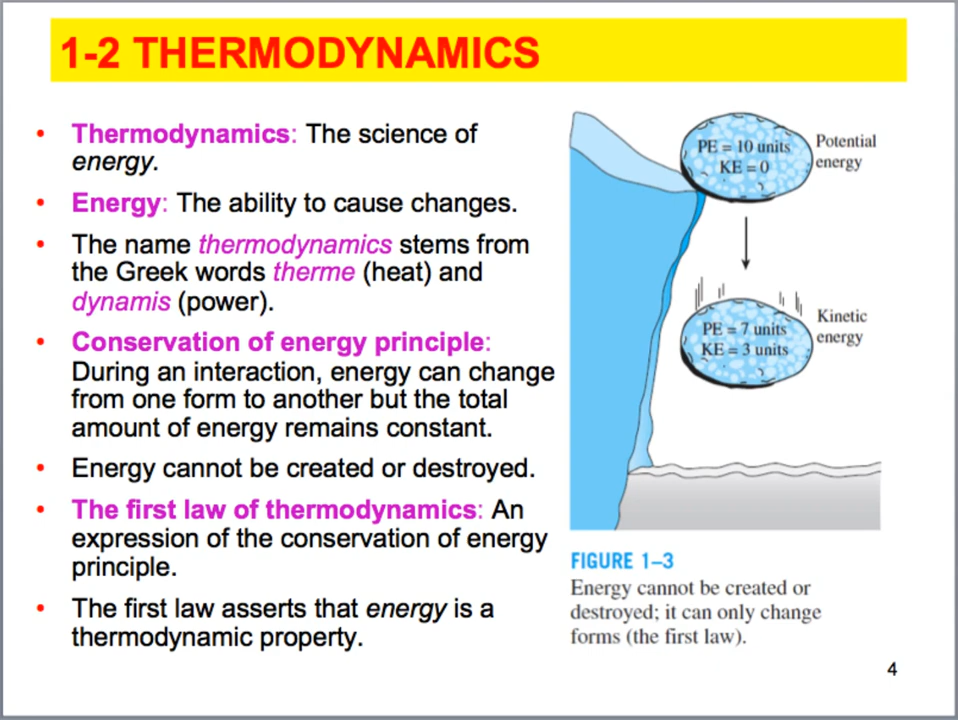 1-2 THERMODYNAMICS
• Thermodynamics: The science of
energy.
• Energy: The ability to cause changes.
• The name thermodynamics stems from
the Greek words therme (heat) and
dynamis (power).
• Conservation of energy principle:
During an interaction, energy can change
from one form to another but the total
amount of energy remains constant.
• Energy cannot be created or destroyed.
• The first law of thermodynamics: An
expression of the conservation of energy
principle.
• The first law asserts that energy is a
thermodynamic property.
PE = 10 units
KE = 0
Potential
energy
PE = 7 units
KE = 3 units
Kinetic
energy
FIGURE 1–3
Energy cannot be created or
destroyed; it can only change
forms (the first law).
4